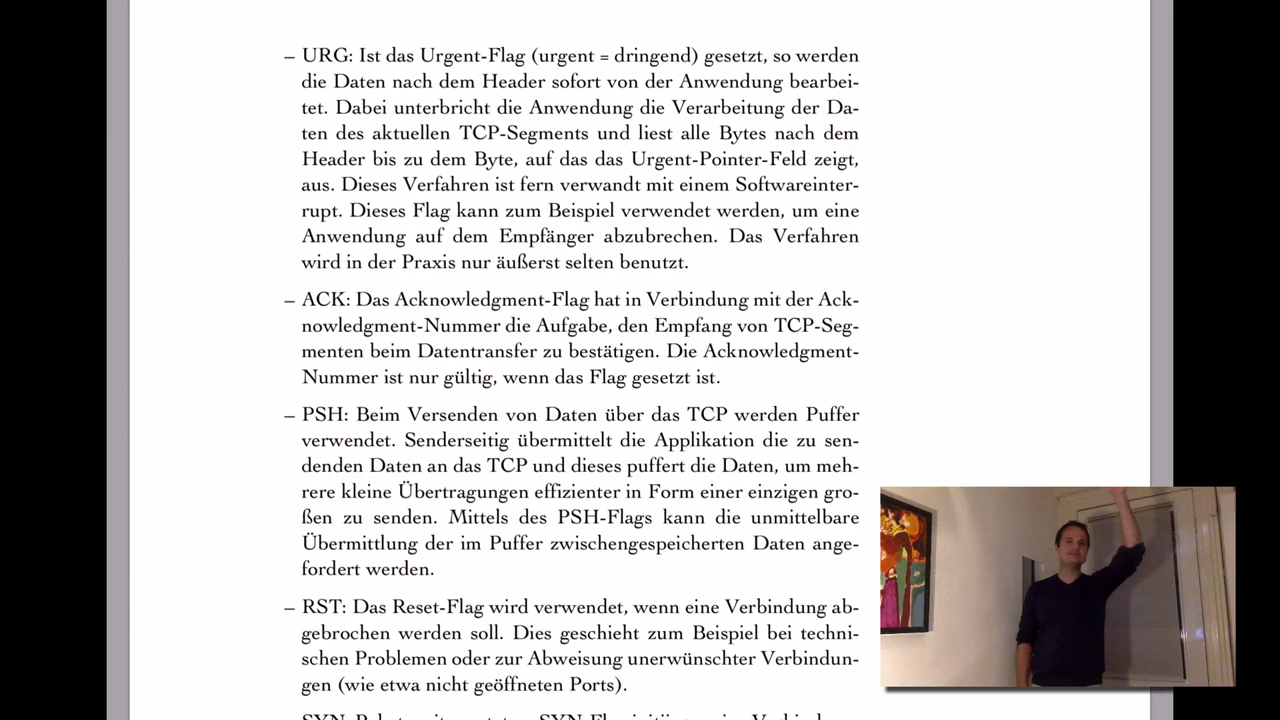 – URG: Ist das Urgent-Flag (urgent = dringend) gesetzt, so werden
die Daten nach dem Header sofort von der Anwendung bearbei-
tet. Dabei unterbricht die Anwendung die Verarbeitung der Da-
ten des aktuellen TCP-Segments und liest alle Bytes nach dem
Header bis zu dem Byte, auf das das Urgent-Pointer-Feld zeigt,
aus. Dieses Verfahren ist fern verwandt mit einem Softwareinter-
rupt. Dieses Flag kann zum Beispiel verwendet werden, um eine
Anwendung auf dem Empfänger abzubrechen. Das Verfahren
wird in der Praxis nur äußerst selten benutzt.
– ACK: Das Acknowledgment-Flag hat in Verbindung mit der Ack-
nowledgment-Nummer die Aufgabe, den Empfang von TCP-Seg-
menten beim Datentransfer zu bestätigen. Die Acknowledgment-
Nummer ist nur gültig, wenn das Flag gesetzt ist.
– PSH: Beim Versenden von Daten über das TCP werden Puffer
verwendet. Senderseitig übermittelt die Applikation die zu sen-
denden Daten an das TCP und dieses puffert die Daten, um meh-
rere kleine Übertragungen effizienter in Form einer einzigen gro-
ßen zu senden. Mittels des PSH-Flags kann die unmittelbare
Übermittlung der im Puffer zwischengespeicherten Daten ange-
fordert werden.
– RST: Das Reset-Flag wird verwendet, wenn eine Verbindung ab-
gebrochen werden soll. Dies geschieht zum Beispiel bei techni-
schen Problemen oder zur Abweisung unerwünschter Verbindun-
gen (wie etwa nicht geöffneten Ports).